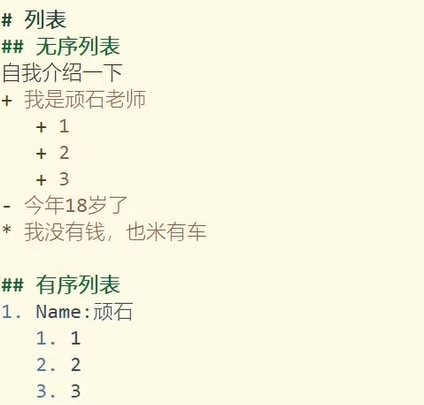 # 列表
## 无序列表
自我介绍一下
+ 我是顽石老师
+ 1
+ 2
+ 3
- 今年18岁了
* 我没有钱，也米有车
## 有序列表
1. Name:顽石
1. 1
2. 2
3. 3